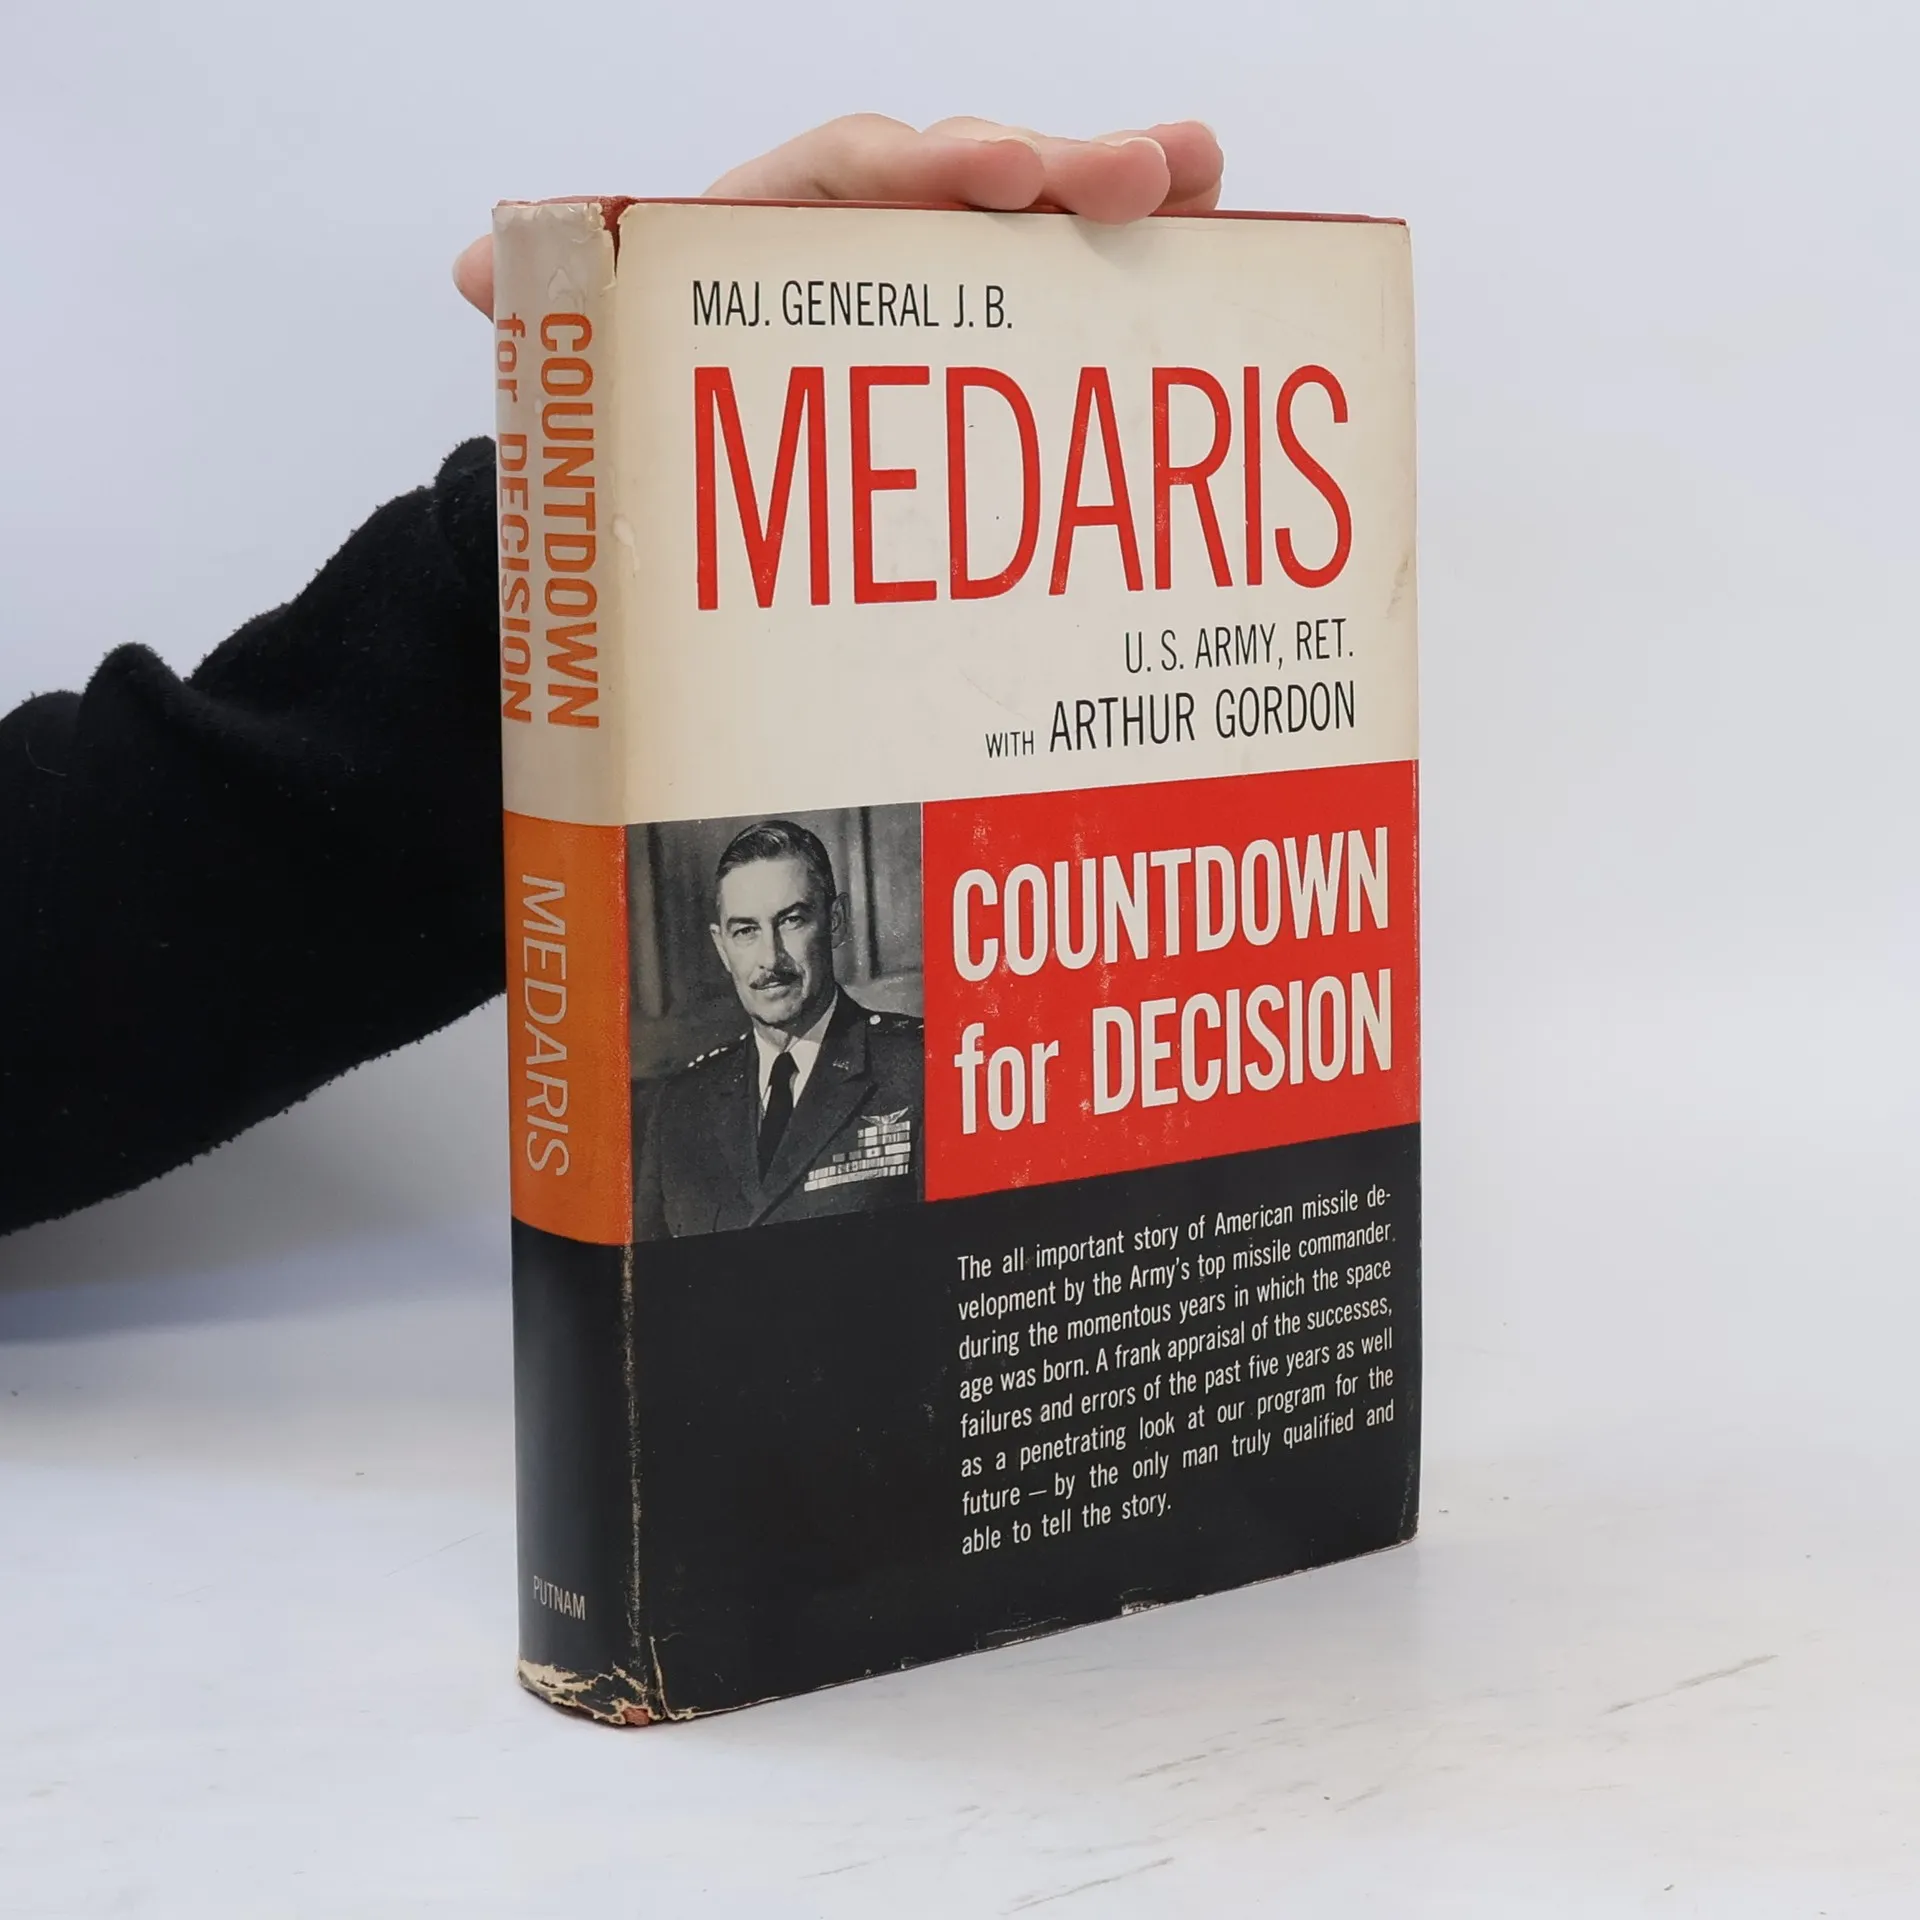 COUNTDOWN
for DECISION
MEDARIS
PUTNAM
MAJ. GENERAL J. B.
MEDARIS
U. S. ARMY, RET.
WITH ARTHUR GORDON
COUNTDOWN
for DECISION
The all important story of American missile de-
velopment by the Army's top missile commander
during the momentous years in which the space
age was born. A frank appraisal of the successes,
failures and errors of the past five years as well
as a penetrating look at our program for the
future — by the only man truly qualified and
able to tell the story.